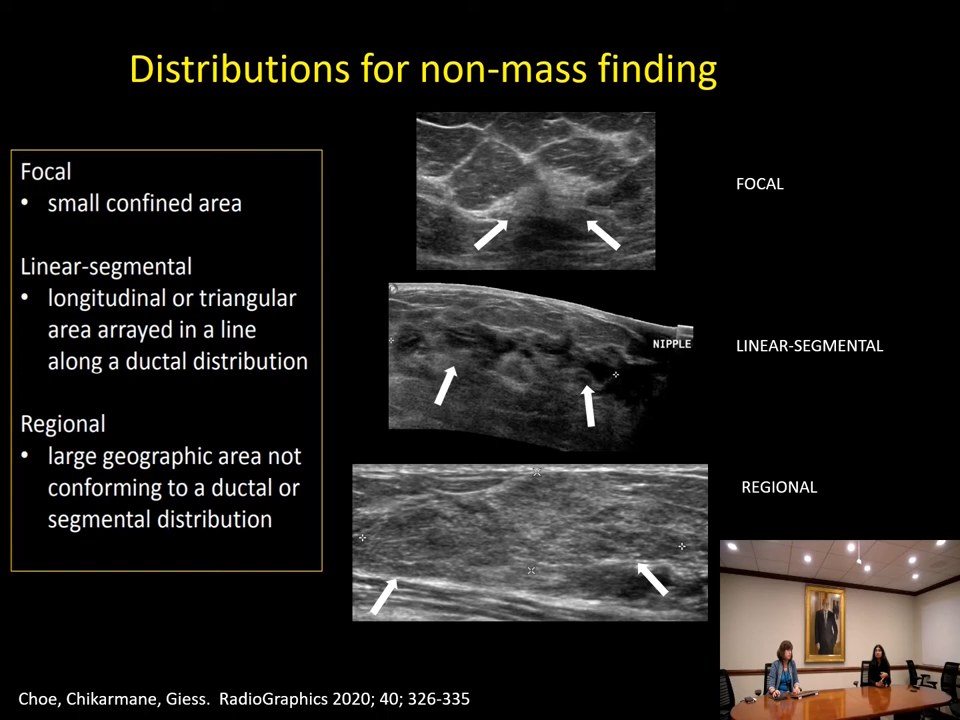 Distributions for non-mass finding
Focal
• small confined area
Linear-segmental
• longitudinal or triangular
area arrayed in a line
along a ductal distribution
Regional
• large geographic area not
conforming to a ductal or
segmental distribution
FOCAL
NIPPLE
LINEAR-SEGMENTAL
REGIONAL
Choe, Chikarmane, Giess. RadioGraphics 2020; 40; 326-335